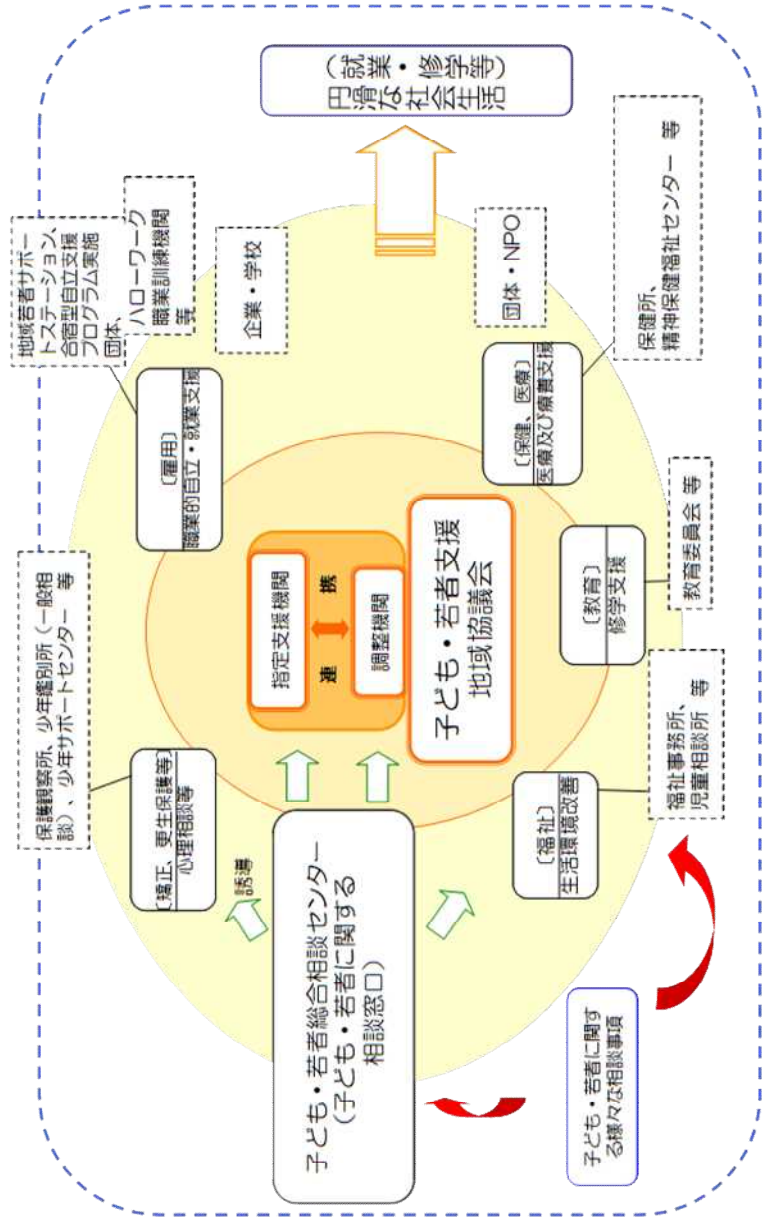 保護観察所、少年鑑別所（一般相
談）、少年サポートセンター　等
地域若者サポー
トステーション、
合宿型自立支援
プログラム実施
団体、
ハローワーク
職業訓練機関
等
〔矯正、更生保護等〕
心理相談等
〔雇用〕
職業的自立・就業支援
企業・学校
誘導
子ども・若者総合相談センター
（子ども・若者に関する
相談窓口）
指定支援機関
連　携
調整機関
子ども・若者支援
地域協議会
（就業・修学等）
円滑な社会生活
団体・NPO
〔福祉〕
生活環境改善
〔教育〕
修学支援
〔保健、医療〕
医療及び療養支援
子ども・若者に関す
る様々な相談事項
福祉事務所、
児童相談所　等
教育委員会 等
保健所、
精神保健福祉センター　等